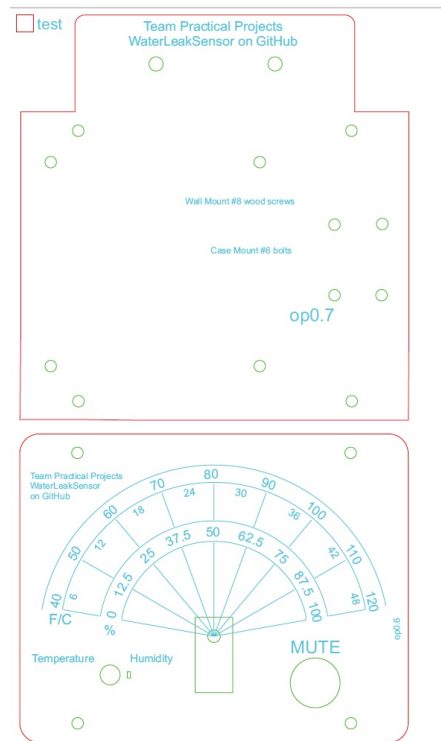 test
Team Practical Projects
WaterLeakSensor on GitHub
Wall Mount #8 wood screws
Case Mount #6 bolts
op0.7
Team Practical Projects
WaterLeakSensor
on GitHub
40 50 60 70 80 90 100 110 120
6 12 18 24 30 36 42 48
F/C
0 12.5 25 37.5 50 62.5 75 87.5 100
%
Temperature
Humidity
MUTE
op0.6